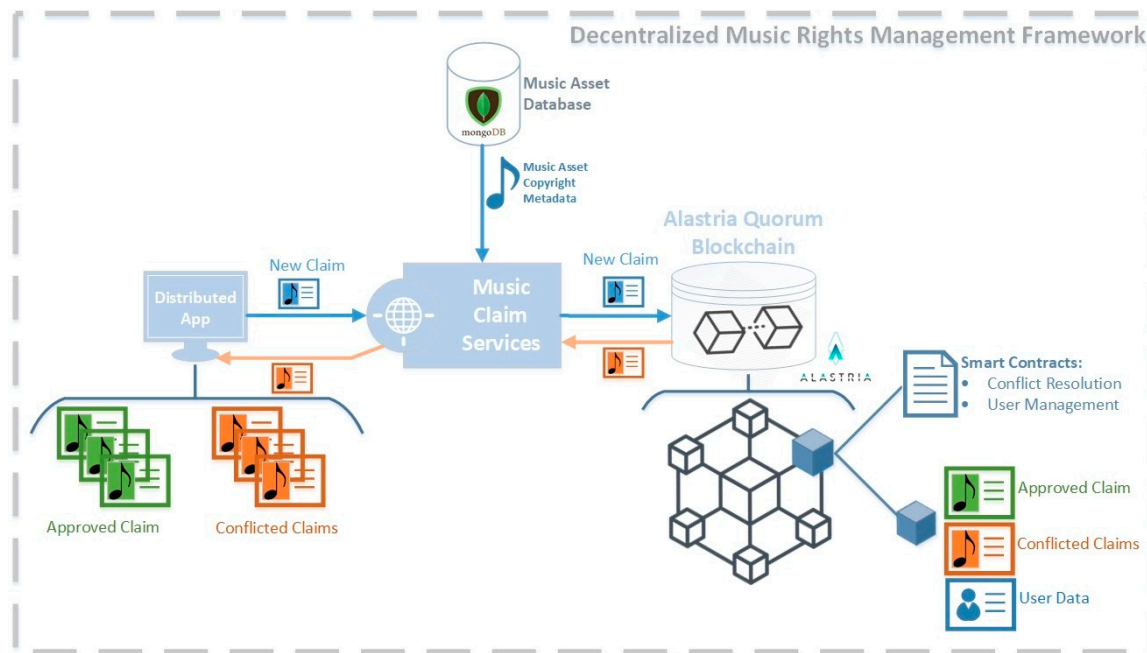 Decentralized Music Rights Management Framework
Music Asset
Database
mongoDB
Music Asset
Copyright
Metadata
Alastria Quorum
Blockchain
New Claim
New Claim
Distributed
App
Music
Claim
Services
ALASTRIA
Smart Contracts:
• Conflict Resolution
• User Management
Approved Claim
Conflicted Claims
Approved Claim
Conflicted Claims
User Data